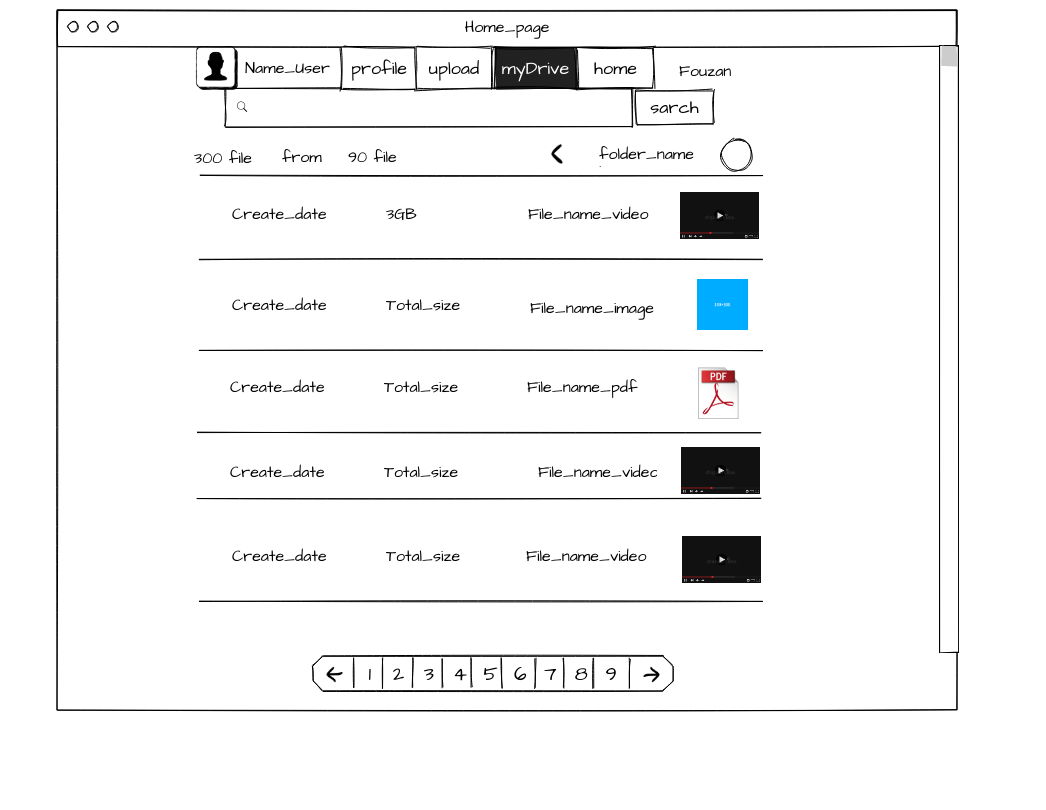 Home_page
Name_User profile upload myDrive home Fouzan
sarch
300 file from 90 file folder_name
Create_date 3GB File_name_video
Create_date Total_size File_name_image
Create_date Total_size File_name_pdf
PDF
Create_date Total_size File_name_videc
Create_date Total_size File_name_video
1 2 3 4 5 6 7 8 9